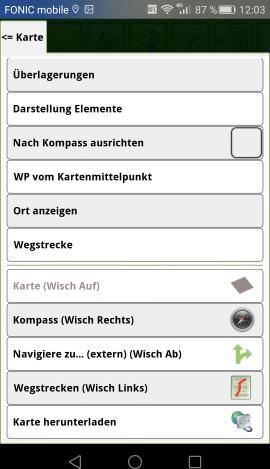 FONIC mobile 87 % 12:03
<= Karte
Überlagerungen
Darstellung Elemente
Nach Kompass ausrichten
WP vom Kartenmittelpunkt
Ort anzeigen
Wegstrecke
Karte (Wisch Auf)
Kompass (Wisch Rechts)
Navigiere zu... (extern) (Wisch Ab)
Wegstrecken (Wisch Links)
Karte herunterladen